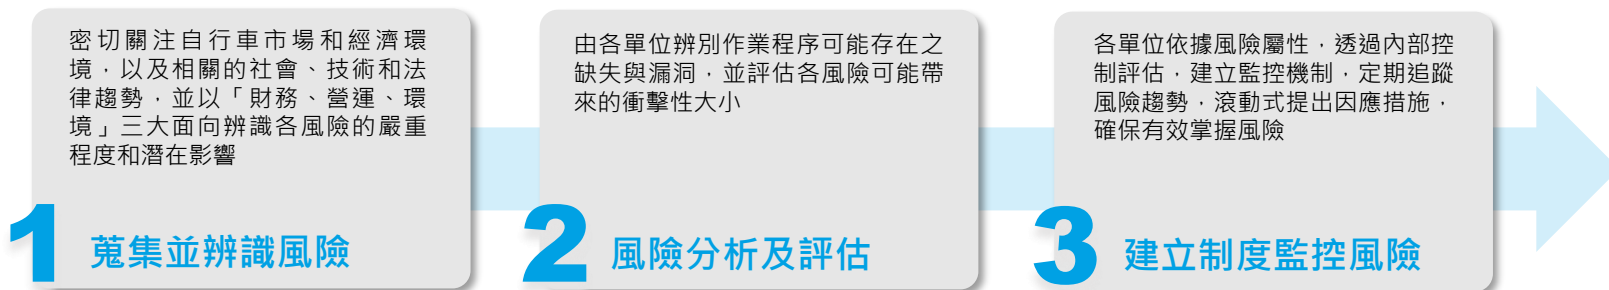 密切關注自行車市場和經濟環
境，以及相關的社會、技術和法
律趨勢，並以「財務、營運、環
境」三大面向辨識各風險的嚴重
程度和潛在影響
1 蒐集並辨識風險
由各單位辨別作業程序可能存在之
缺失與漏洞，並評估各風險可能帶
來的衝擊性大小
2 風險分析及評估
各單位依據風險屬性，透過內部控
制評估，建立監控機制，定期追蹤
風險趨勢，滾動式提出因應措施，
確保有效掌握風險
3 建立制度監控風險